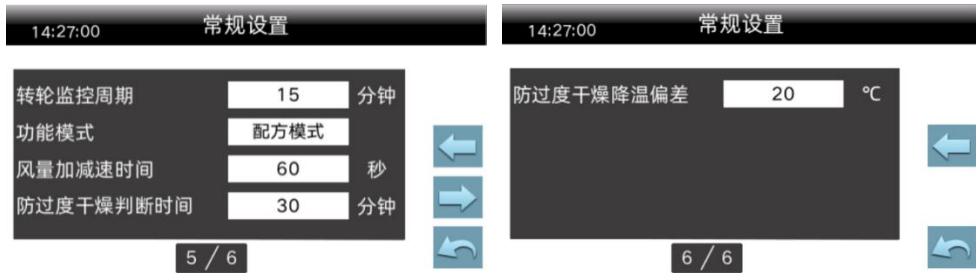 14:27:00 常规设置
转轮监控周期 15 分钟
功能模式 配方模式
风量加减速时间 60 秒
防过度干燥判断时间 30 分钟
5 / 6
14:27:00 常规设置
防过度干燥降温偏差 20 ℃
6 / 6